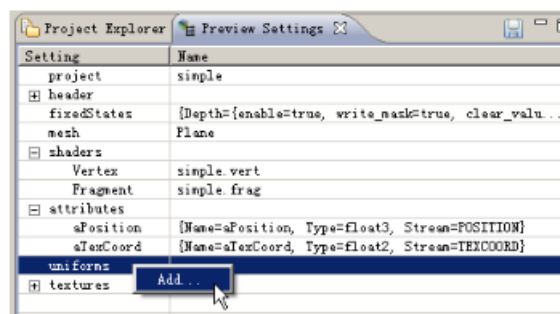 Project Explorer Preview Settings
Setting Name
project simple
header
fixedStates {Depth={enable=true, write_mask=true, clear_valu...
mesh Plane
shaders
Vertex simple.vert
Fragment simple.frag
attributes
aPosition {Name=aPosition, Type=float3, Stream=POSITION}
aTexCoord {Name=aTexCoord, Type=float2, Stream=TEXCOORD}
uniforms
Add...
textures